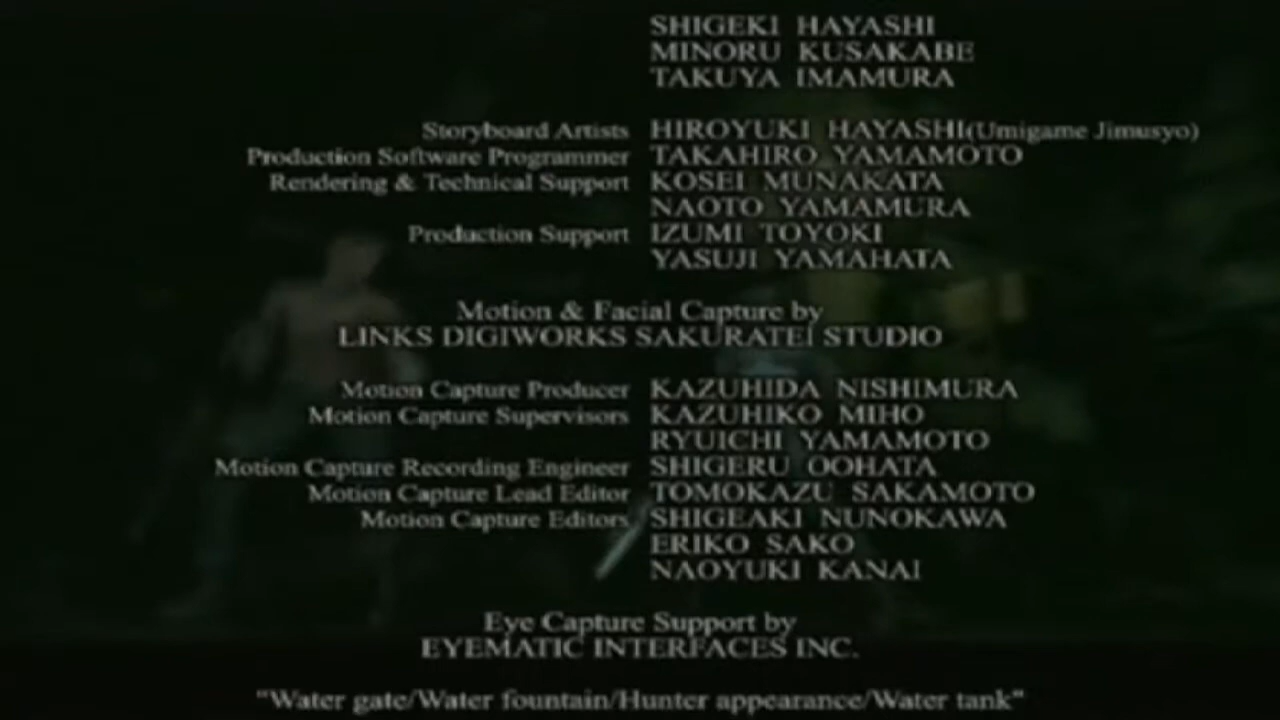 SHIGEKI HAYASHI
MINORU KUSAKABE
TAKUYA IMAMURA
Storyboard Artists HIROYUKI HAYASHI(Umigame Jimusyo)
Production Software Programmer TAKAHIRO YAMAMOTO
Rendering & Technical Support KOSEI MUNAKATA
NAOTO YAMAMURA
Production Support IZUMI TOYOKI
YASUJI YAMAHATA
Motion & Facial Capture by
LINKS DIGIWORKS SAKURATEI STUDIO
Motion Capture Producer KAZUHIDA NISHIMURA
Motion Capture Supervisors KAZUHIKO MIHO
RYUICHI YAMAMOTO
Motion Capture Recording Engineer SHIGERU OOHATA
Motion Capture Lead Editor TOMOKAZU SAKAMOTO
Motion Capture Editors SHIGEAKI NUNOKAWA
ERIKO SAKO
NAOYUKI KANAI
Eye Capture Support by
EYEMATIC INTERFACES INC.
"Water gate/Water fountain/Hunter appearance/Water tank"